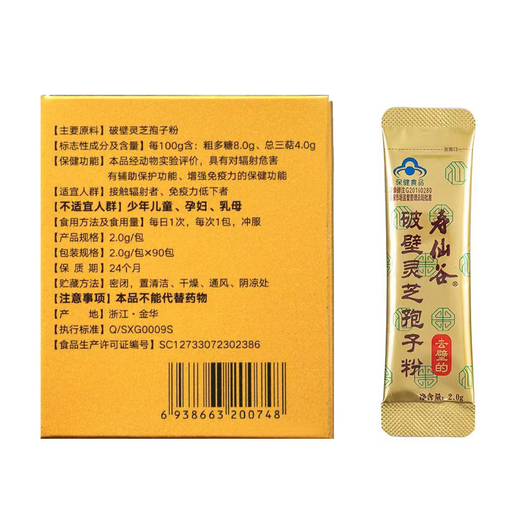 【主要原料】破壁灵芝孢子粉
【标志性成分及含量】每100g含：粗多糖8.0g、总三萜4.0g
【保健功能】本品经动物实验评价，具有对辐射危害
有辅助保护功能、增强免疫力的保健功能
【适宜人群】接触辐射者、免疫力低下者
【不适宜人群】少年儿童、孕妇、乳母
【食用方法及食用量】每日1次，每次1包，冲服
【产品规格】2.0g/包
【包装规格】2.0g/包×90包
【保 质 期】24个月
【贮藏方法】密闭，置清洁、干燥、通风、阴凉处
【注意事项】本品不能代替药物
【产 地】浙江·金华
【执行标准】Q/SXG0009S
【食品生产许可证编号】SC12733072302386
6 938663 200748
保健食品
寿仙谷®
破壁灵芝孢子粉
去壁的
净含量：2.0g